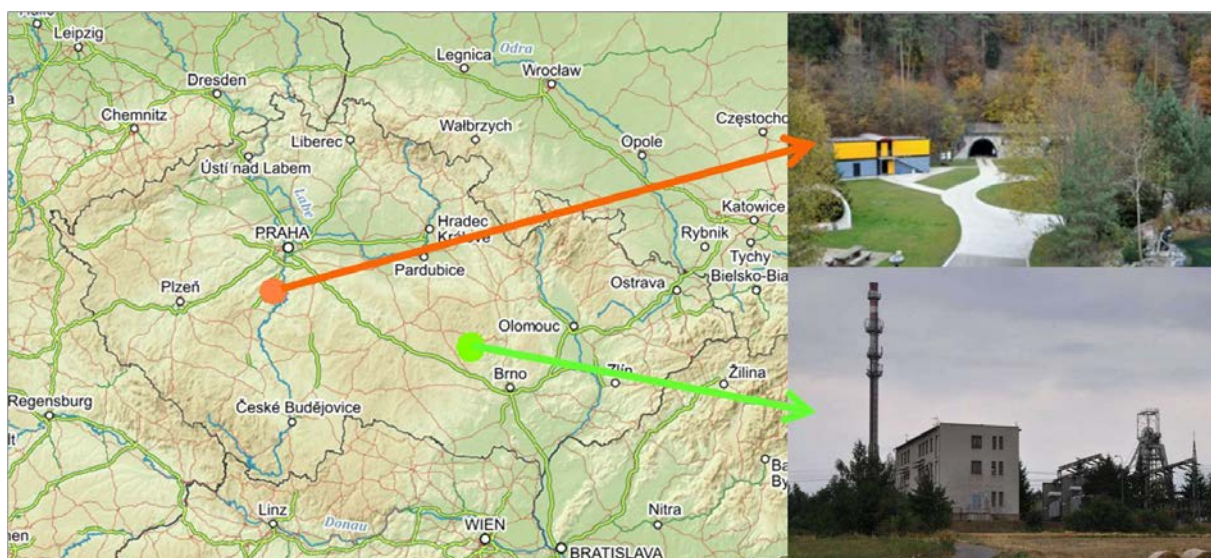 Leipzig
Legnica
Odra
Wrocław
Dresden
Chemnitz
Wałbrzych
Częstocho
Liberec
Opole
Ústí nad Labem
Labe
Hradec
Králové
Katowice
PRAHA
Rybnik
Tychy
Pardubice
Bielsko-Bia
Plzeň
Ostrava
Olomouc
Zlín
Žilina
Brno
Regensburg
České Budějovice
Linz
Donau
WIEN
Nitra
BRATISLAVA